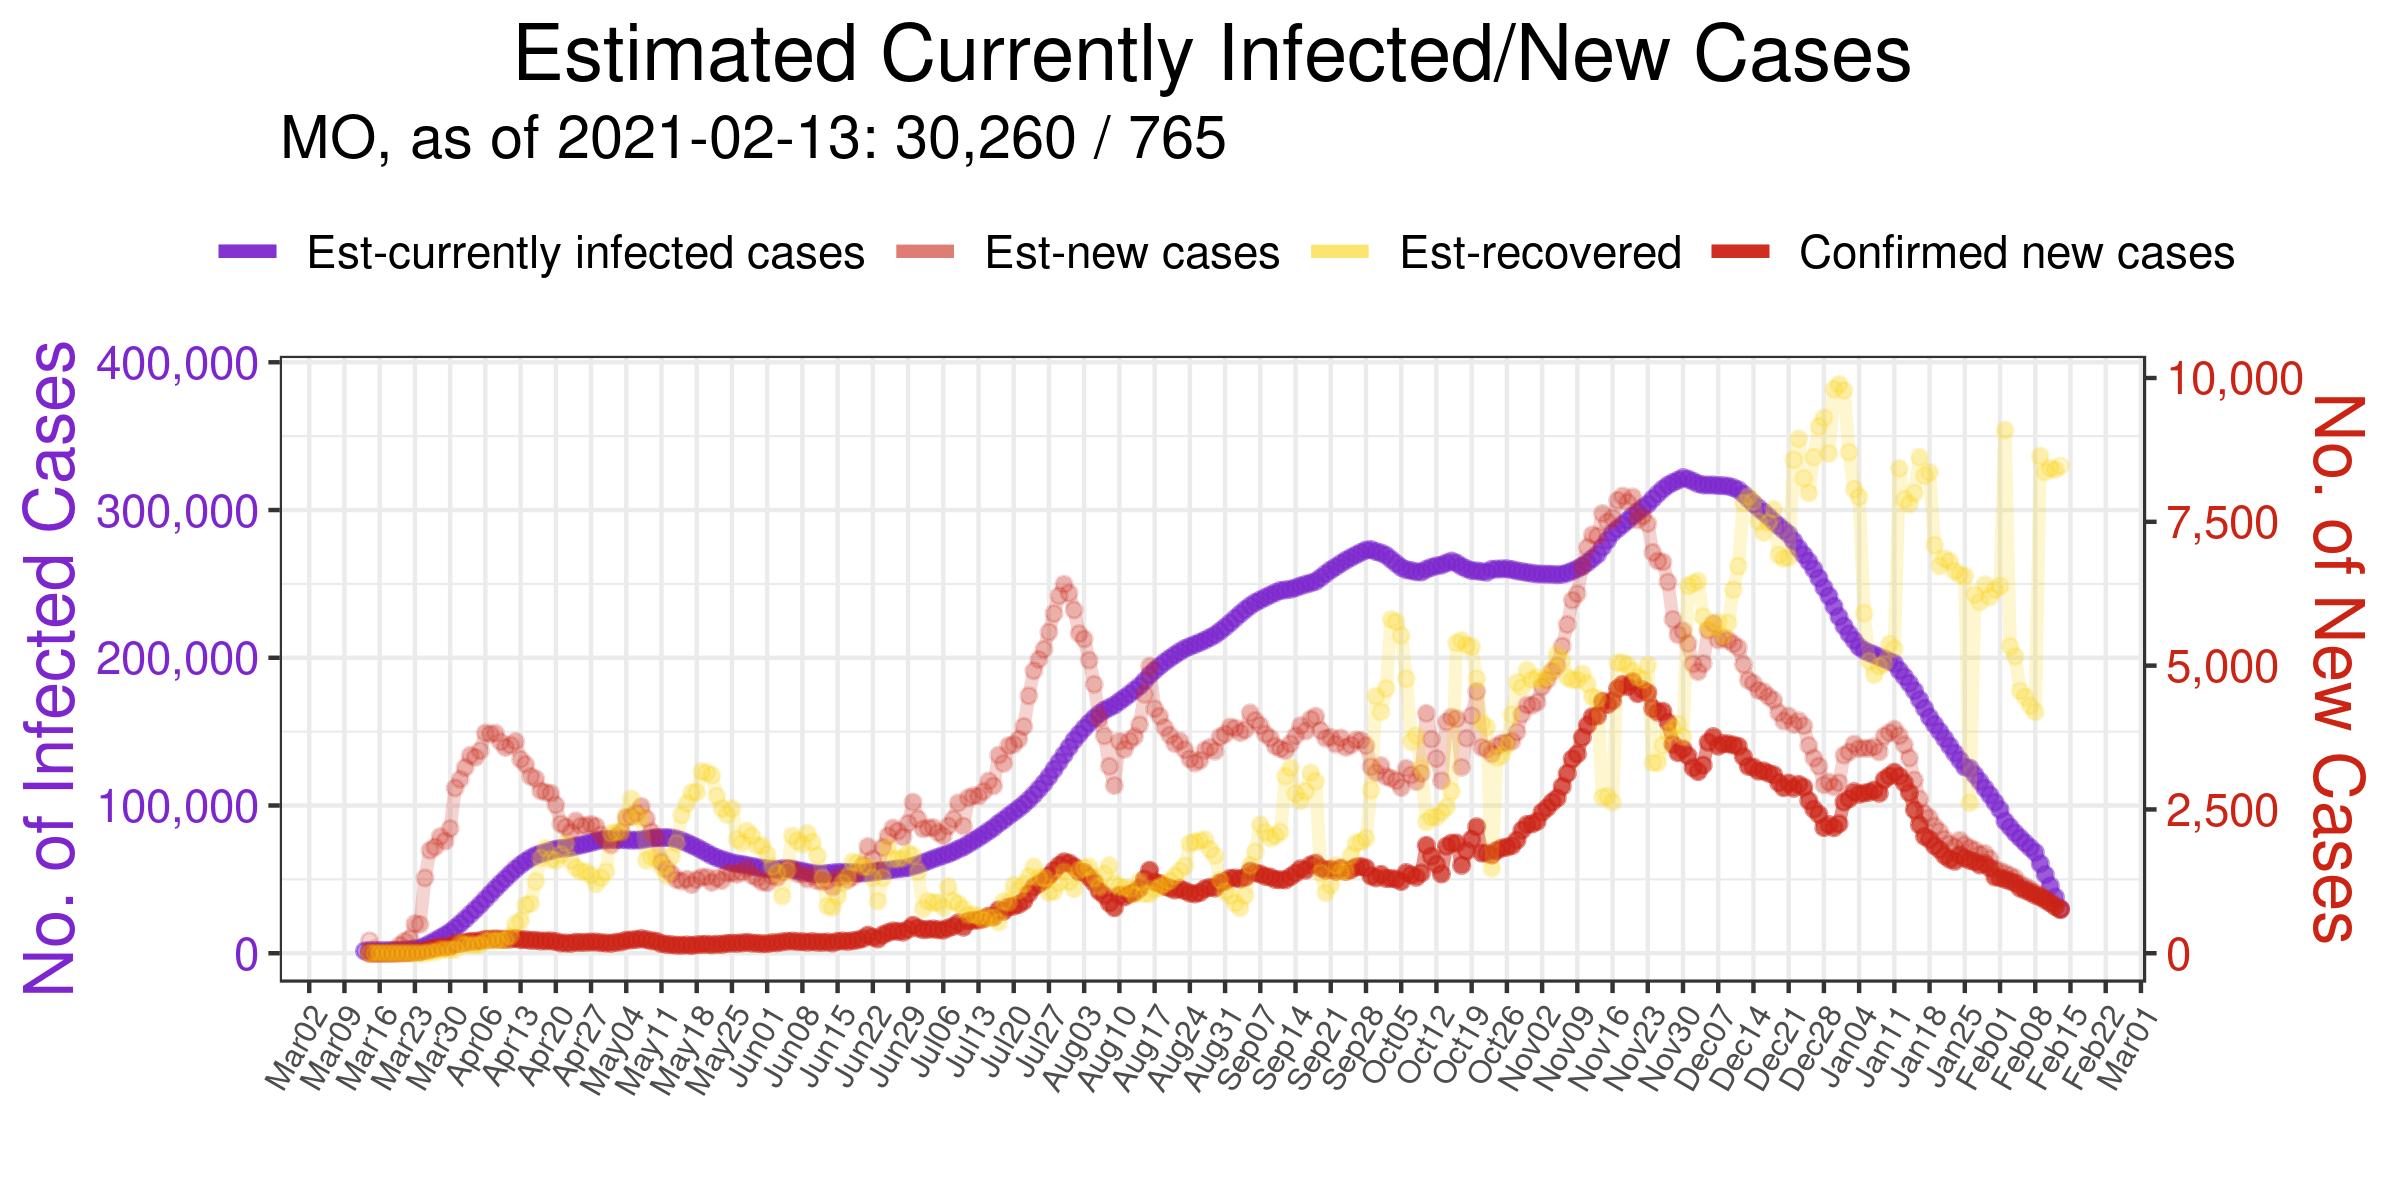 Estimated Currently Infected/New Cases
MO, as of 2021-02-13: 30,260 / 765
Est-currently infected cases
Est-new cases
Est-recovered
Confirmed new cases
No. of Infected Cases
400,000
300,000
200,000
100,000
0
10,000
7,500
5,000
2,500
0
No. of New Cases
Mar02
Mar09
Mar16
Mar23
Mar30
Apr06
Apr13
Apr20
Apr27
May04
May11
May18
May25
Jun01
Jun08
Jun15
Jun22
Jun29
Jul06
Jul13
Jul20
Jul27
Aug03
Aug10
Aug17
Aug24
Aug31
Sep07
Sep14
Sep21
Sep28
Oct05
Oct12
Oct19
Oct26
Nov02
Nov09
Nov16
Nov23
Nov30
Dec07
Dec14
Dec21
Dec28
Jan04
Jan11
Jan18
Jan25
Feb01
Feb08
Feb15
Feb22
Mar01